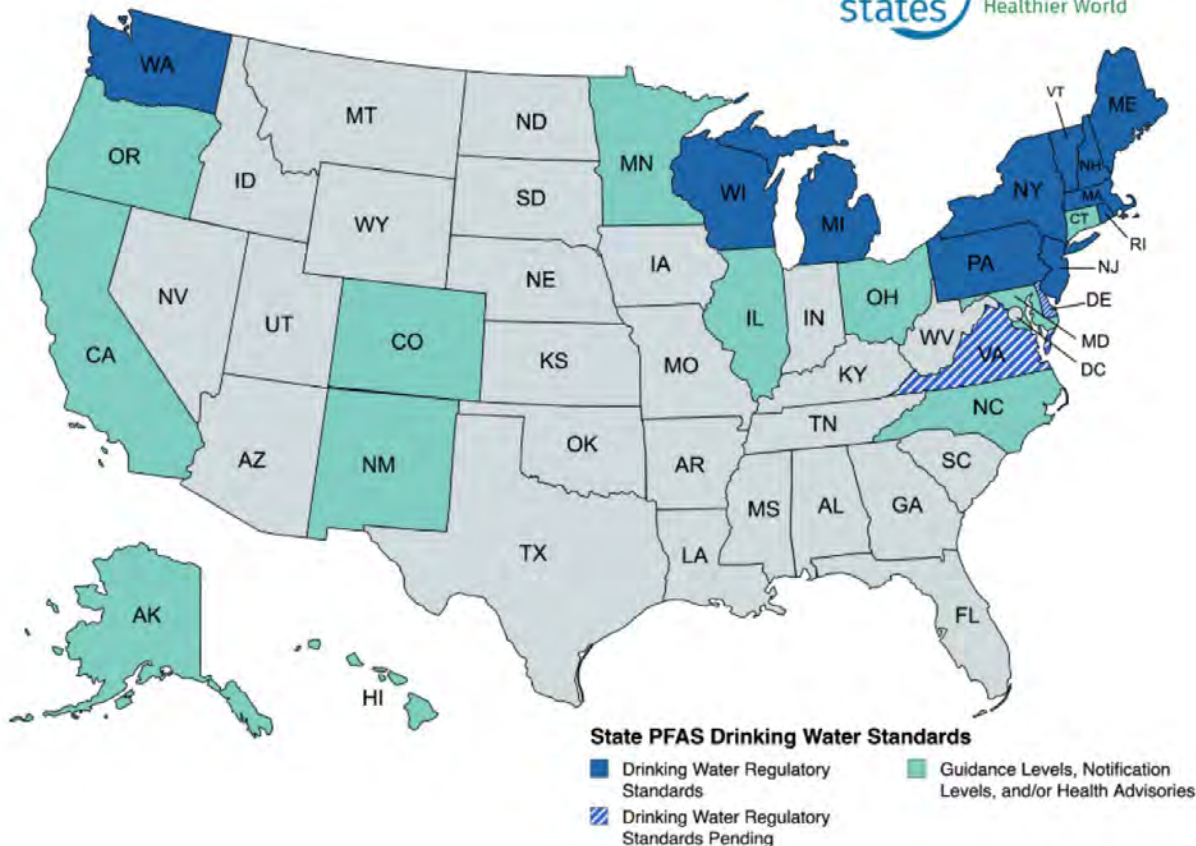 states
Healthier World
WA
MT
ND
MN
VT
ME
OR
ID
SD
WI
NH
NY
MA
WY
MI
CT
RI
IA
PA
NJ
NE
NV
OH
DE
UT
IL
IN
CA
CO
WV
MD
VA
KS
MO
KY
DC
NC
TN
AZ
NM
OK
AR
SC
MS
AL
GA
TX
LA
AK
FL
HI
State PFAS Drinking Water Standards
Drinking Water Regulatory
Standards
Guidance Levels, Notification
Levels, and/or Health Advisories
Drinking Water Regulatory
Standards Pending